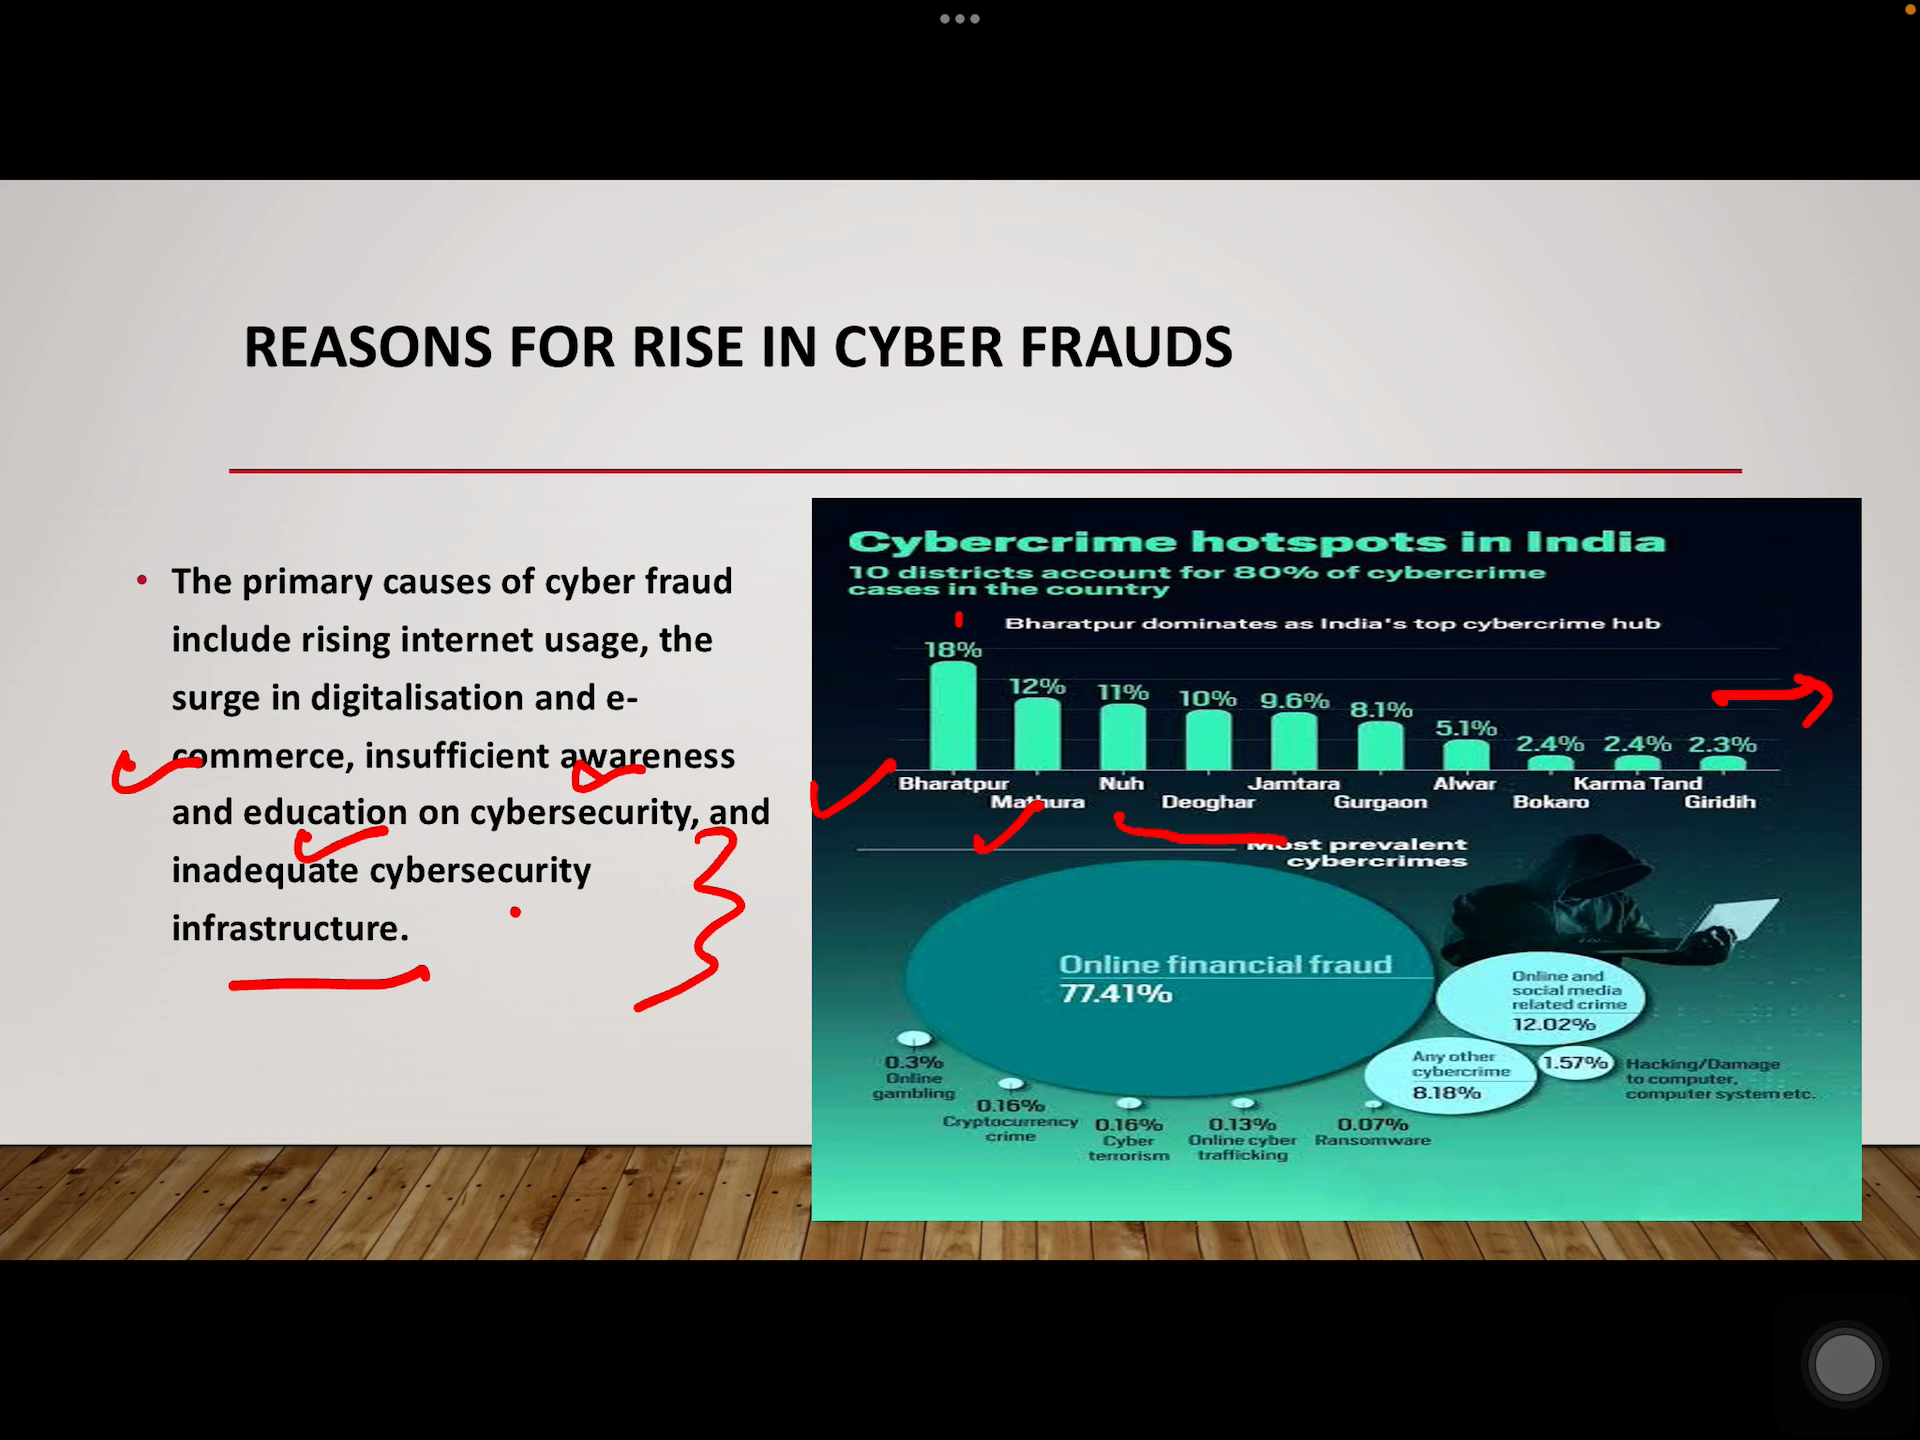 REASONS FOR RISE IN CYBER FRAUDS
• The primary causes of cyber fraud
include rising internet usage, the
surge in digitalisation and e-
commerce, insufficient awareness
and education on cybersecurity, and
inadequate cybersecurity
infrastructure.
Cybercrime hotspots in India
10 districts account for 80% of cybercrime
cases in the country
Bharatpur dominates as India's top cybercrime hub
18% 12% 11% 10% 9.6% 8.1% 5.1% 2.4% 2.4% 2.3%
Bharatpur Nuh Jamtara Alwar Karma Tand
Mathura Deoghar Gurgaon Bokaro Giridih
Most prevalent
cybercrimes
Online financial fraud
77.41%
Online and
social media
related crime
12.02%
Any other
cybercrime
8.18%
1.57% Hacking/Damage
to computer,
computer system etc.
0.3%
Online
gambling
0.16%
Cryptocurrency
crime
0.16%
Cyber
terrorism
0.13%
Online cyber
trafficking
0.07%
Ransomware